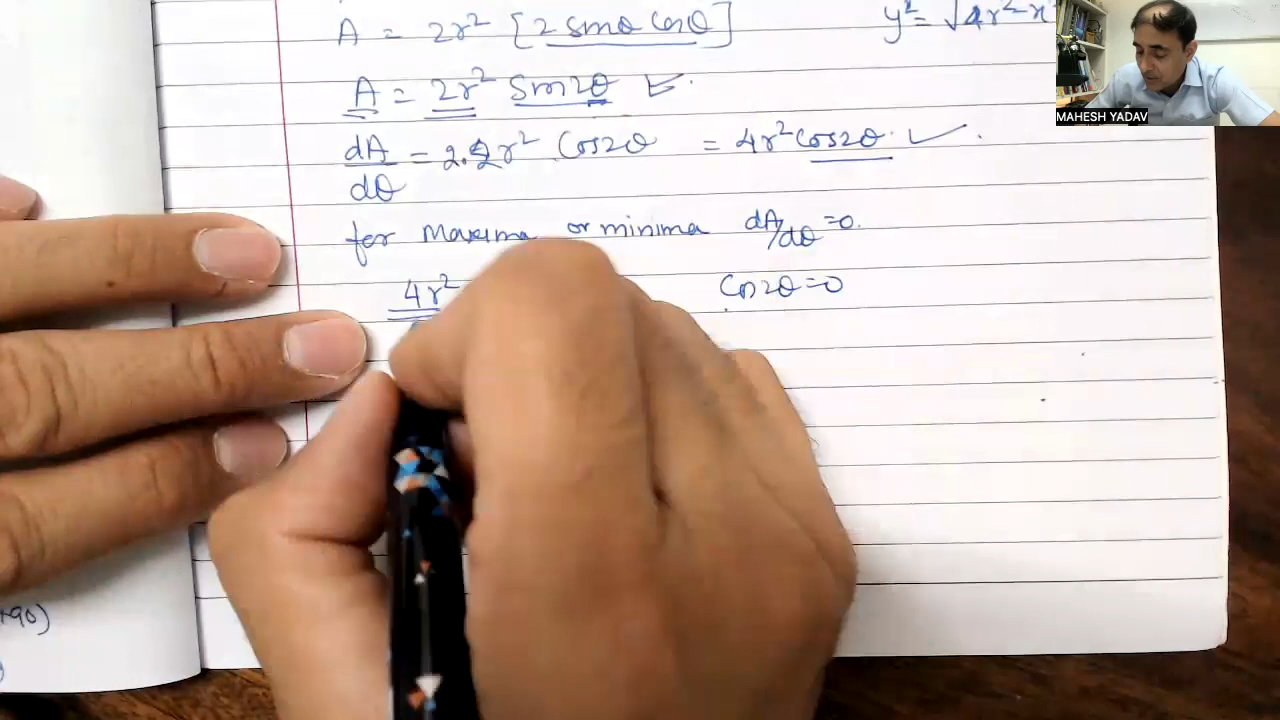 A = 2r² [2 sinθ cosθ]
y² = √4r²-x
MAHESH YADAV
A = 2r² Sin2θ
dA/dθ = 2.2r² Cos2θ = 4r² cos2θ.
for Maxima or minima dA/dθ =0.
4r² Cos2θ =0
+90)